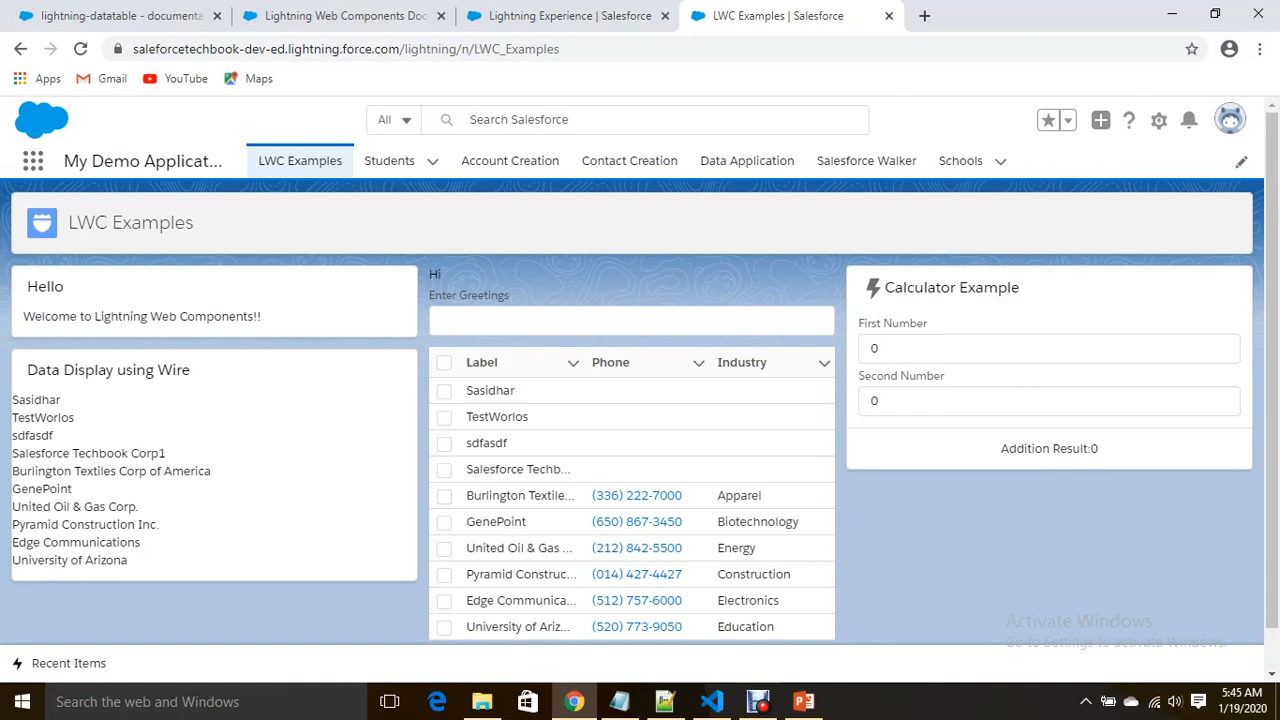 lightning-datatable - documenta
Lightning Web Components Doc
Lightning Experience | Salesforce
LWC Examples | Salesforce
saleforcetechbook-dev-ed.lightning.force.com/lightning/n/LWC_Examples
Apps Gmail YouTube Maps
All Search Salesforce
My Demo Applicat... LWC Examples Students Account Creation Contact Creation Data Application Salesforce Walker Schools
LWC Examples
Hello
Welcome to Lightning Web Components!!
Data Display using Wire
Sasidhar
TestWorlos
sdfasdf
Salesforce Techbook Corp1
Burlington Textiles Corp of America
GenePoint
United Oil & Gas Corp.
Pyramid Construction Inc.
Edge Communications
University of Arizona
Hi
Enter Greetings
Label Phone Industry
Sasidhar
TestWorlos
sdfasdf
Salesforce Techb...
Burlington Textile... (336) 222-7000 Apparel
GenePoint (650) 867-3450 Biotechnology
United Oil & Gas ... (212) 842-5500 Energy
Pyramid Construc... (014) 427-4427 Construction
Edge Communica... (512) 757-6000 Electronics
University of Ariz... (520) 773-9050 Education
Calculator Example
First Number
0
Second Number
0
Addition Result:0
Activate Windows
Go to Settings to activate Windows.
Recent Items
Search the web and Windows
5:45 AM
1/19/2020